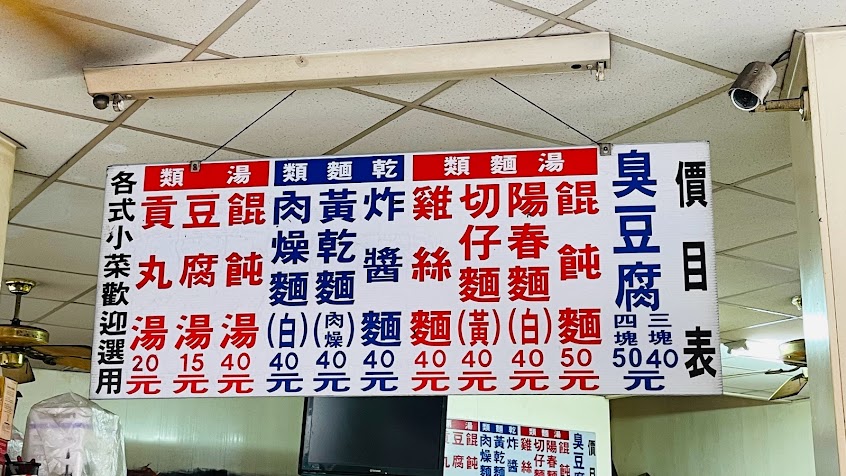 價目表
臭豆腐
三塊40元
四塊50元
湯麵類
餛飩麵50元
陽春麵(白)40元
切仔麵(黃)40元
雞絲麵40元
乾麵類
炸醬麵40元
黃乾麵(肉燥)40元
肉燥麵(白)40元
湯類
餛飩湯40元
豆腐湯15元
貢丸湯20元
各式小菜歡迎選用